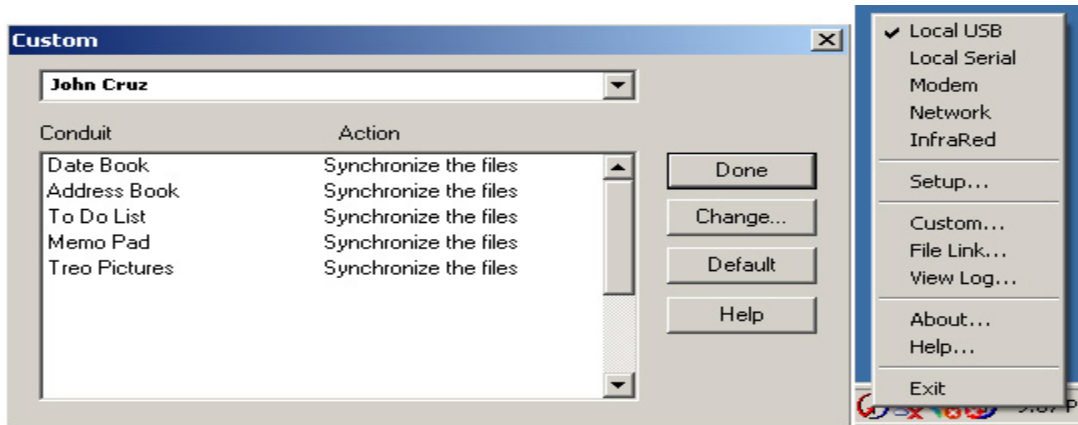 Custom
John Cruz
Conduit Action
Date Book Synchronize the files
Address Book Synchronize the files
To Do List Synchronize the files
Memo Pad Synchronize the files
Treo Pictures Synchronize the files
Done
Change...
Default
Help
Local USB
Local Serial
Modem
Network
InfraRed
Setup...
Custom...
File Link...
View Log...
About...
Help...
Exit